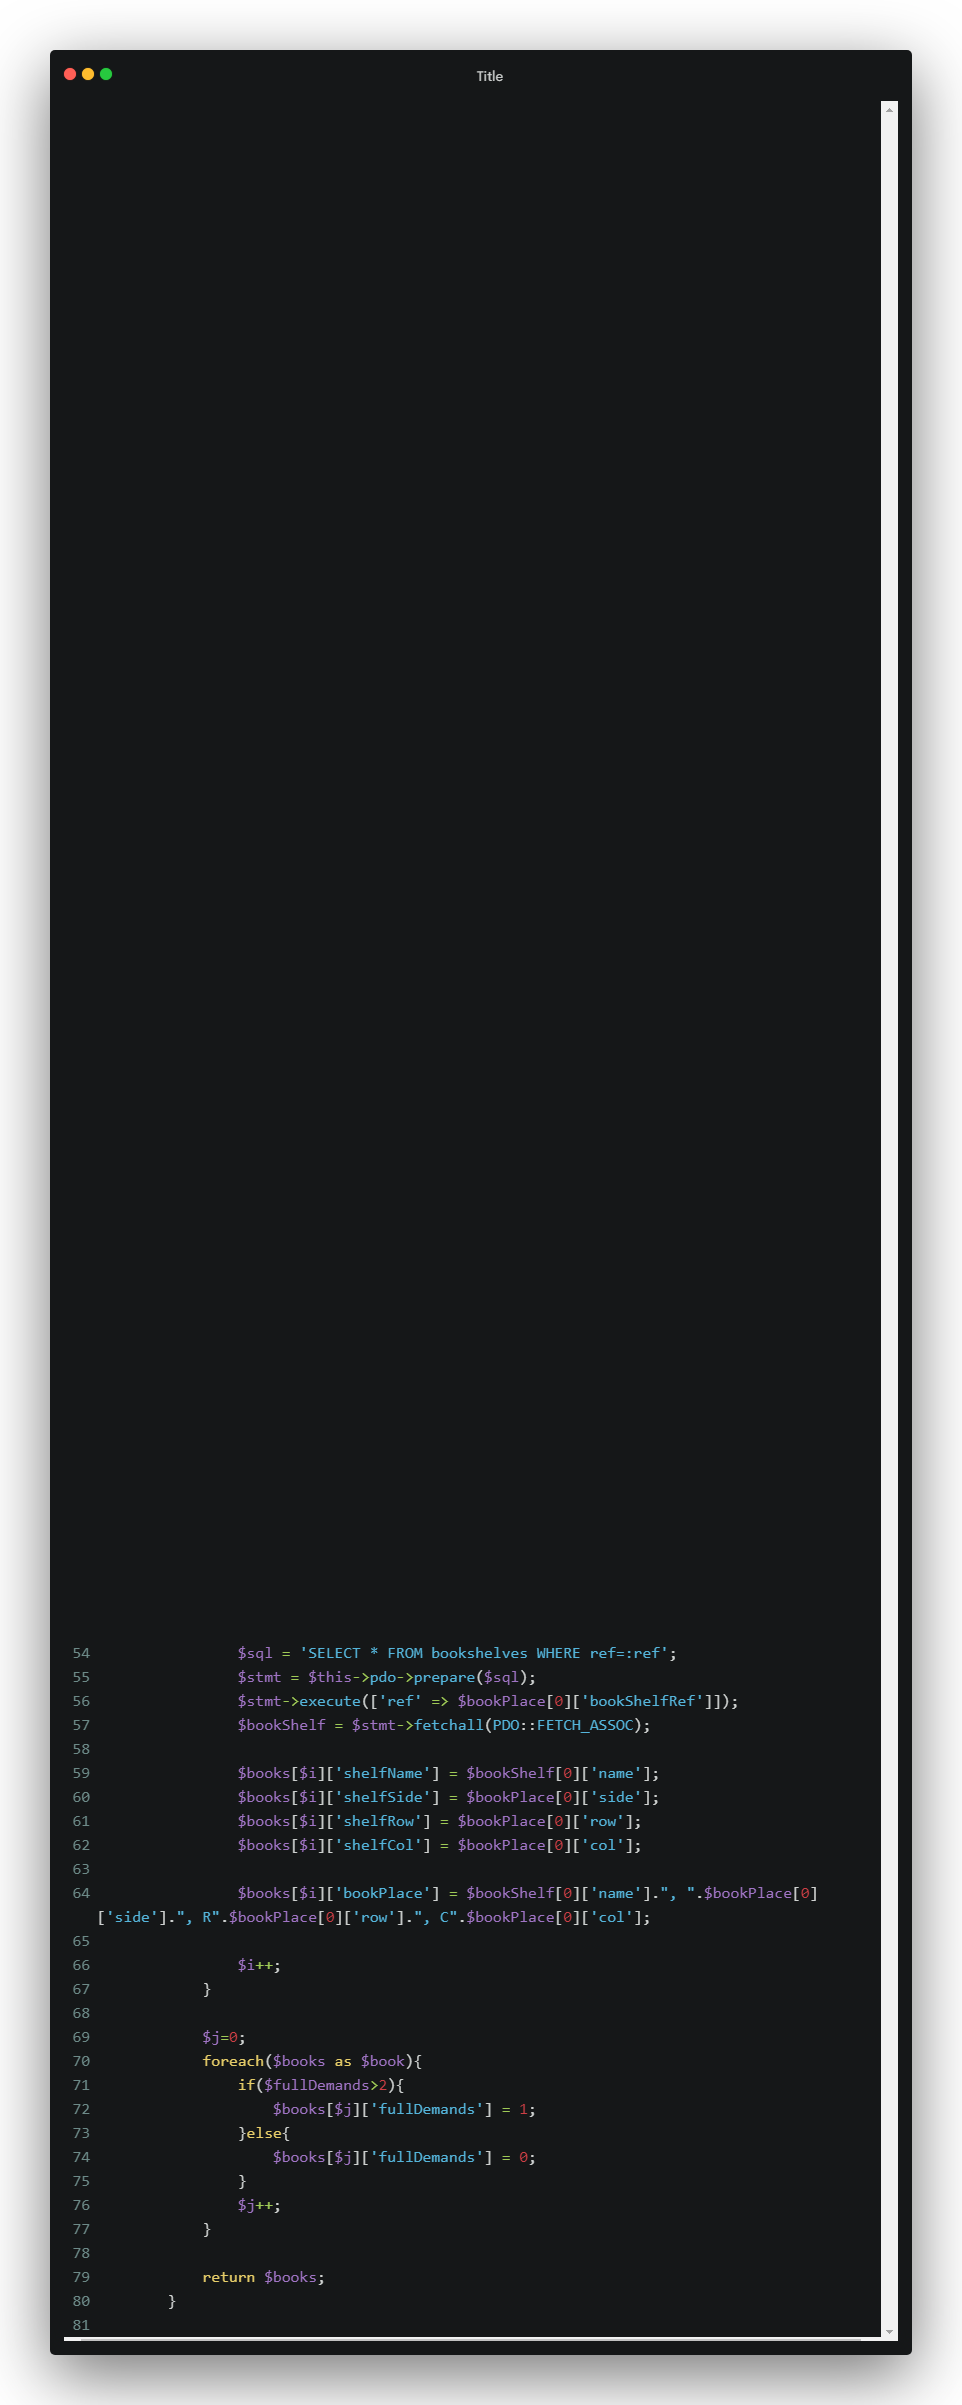 Title
54                $sql = 'SELECT * FROM bookshelves WHERE ref=:ref';
55                $stmt = $this->pdo->prepare($sql);
56                $stmt->execute(['ref' => $bookPlace[0]['bookShelfRef']]);
57                $bookShelf = $stmt->fetchall(PDO::FETCH_ASSOC);
58
59                $books[$i]['shelfName'] = $bookShelf[0]['name'];
60                $books[$i]['shelfSide'] = $bookPlace[0]['side'];
61                $books[$i]['shelfRow'] = $bookPlace[0]['row'];
62                $books[$i]['shelfCol'] = $bookPlace[0]['col'];
63
64                $books[$i]['bookPlace'] = $bookShelf[0]['name'].", ".$bookPlace[0]
['side'].", R".$bookPlace[0]['row'].", C".$bookPlace[0]['col'];
65
66                $i++;
67            }
68
69            $j=0;
70            foreach($books as $book){
71                if($fullDemands>2){
72                    $books[$j]['fullDemands'] = 1;
73                }else{
74                    $books[$j]['fullDemands'] = 0;
75                }
76                $j++;
77            }
78
79            return $books;
80        }
81